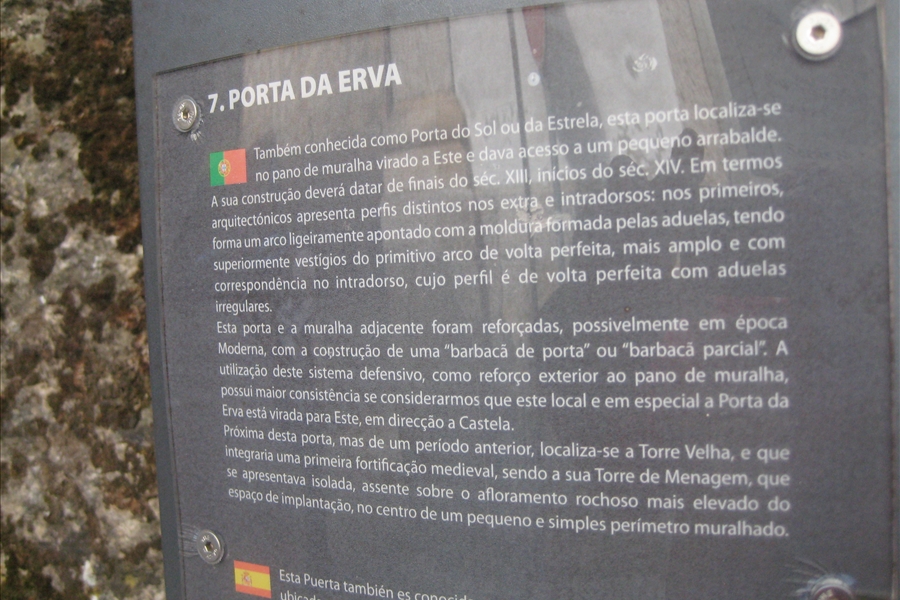 7. PORTA DA ERVA
Também conhecida como Porta do Sol ou da Estrela, esta porta localiza-se
no pano de muralha virado a Este e dava acesso a um pequeno arrabalde.
A sua construção deverá datar de finais do séc. XIII, inícios do séc. XIV. Em termos
arquitectónicos apresenta perfis distintos nos extra e intradorsos: nos primeiros,
forma um arco ligeiramente apontado com a moldura formada pelas aduelas, tendo
superiormente vestígios do primitivo arco de volta perfeita, mais amplo e com
correspondência no intradorso, cujo perfil é de volta perfeita com aduelas
irregulares.
Esta porta e a muralha adjacente foram reforçadas, possivelmente em época
Moderna, com a construção de uma “barbacã de porta” ou “barbacã parcial”. A
utilização deste sistema defensivo, como reforço exterior ao pano de muralha,
possui maior consistência se considerarmos que este local e em especial a Porta da
Erva está virada para Este, em direcção a Castela.
Próxima desta porta, mas de um período anterior, localiza-se a Torre Velha, e que
integraria uma primeira fortificação medieval, sendo a sua Torre de Menagem, que
se apresentava isolada, assente sobre o afloramento rochoso mais elevado do
espaço de implantação, no centro de um pequeno e simples perímetro muralhado.
Esta Puerta también es